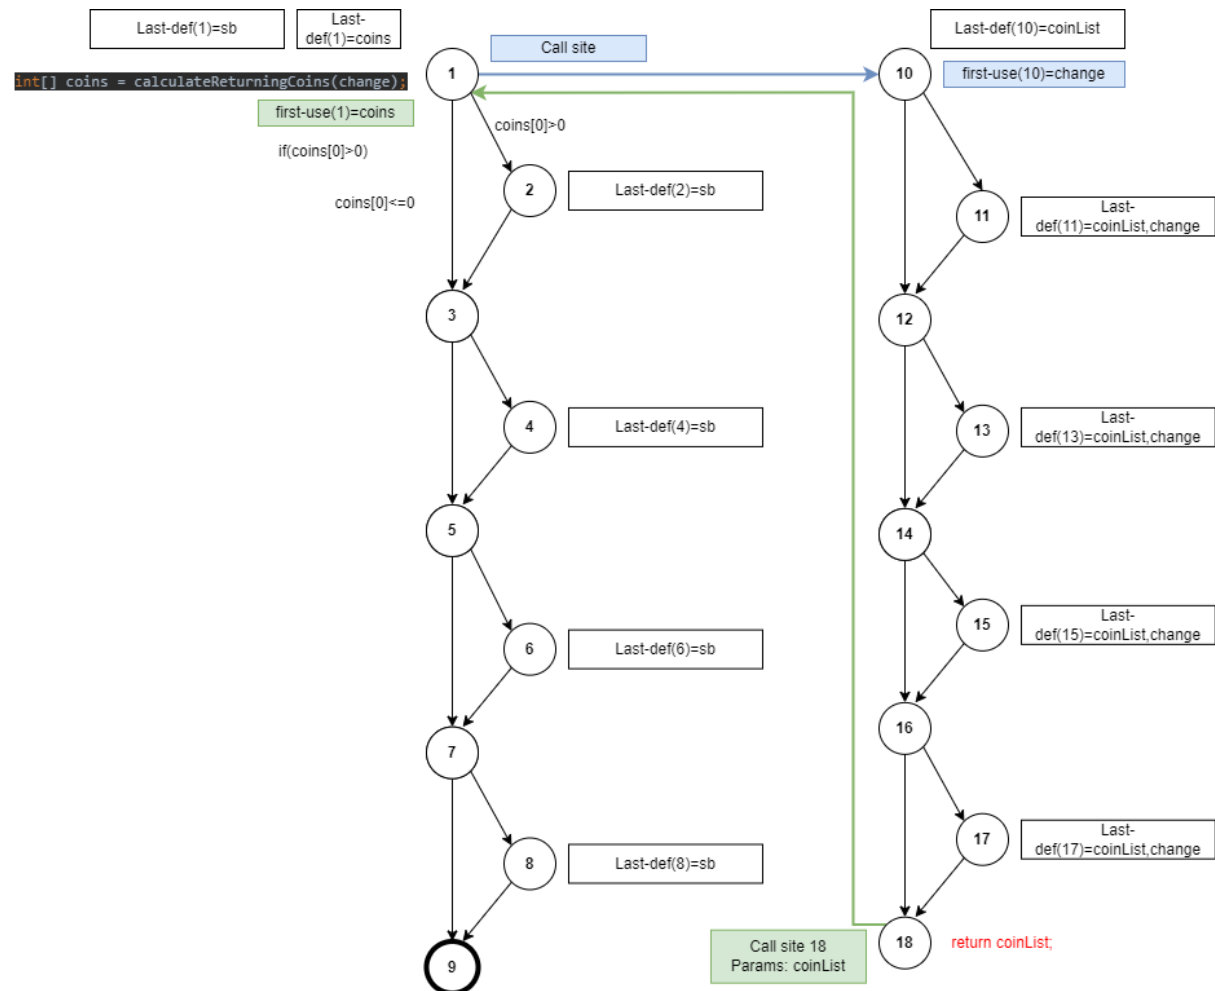 Last-def(1)=sb
Last-
def(1)=coins
Call site
Last-def(10)=coinList
1
10
int[] coins = calculateReturningCoins(change);
first-use(10)=change
first-use(1)=coins
coins[0]>0
if(coins[0]>0)
2
Last-def(2)=sb
coins[0]<=0
11
Last-
def(11)=coinList,change
3
12
4
Last-def(4)=sb
13
Last-
def(13)=coinList,change
5
14
6
Last-def(6)=sb
15
Last-
def(15)=coinList,change
7
16
8
Last-def(8)=sb
17
Last-
def(17)=coinList,change
Call site 18
Params: coinList
18
return coinList;
9